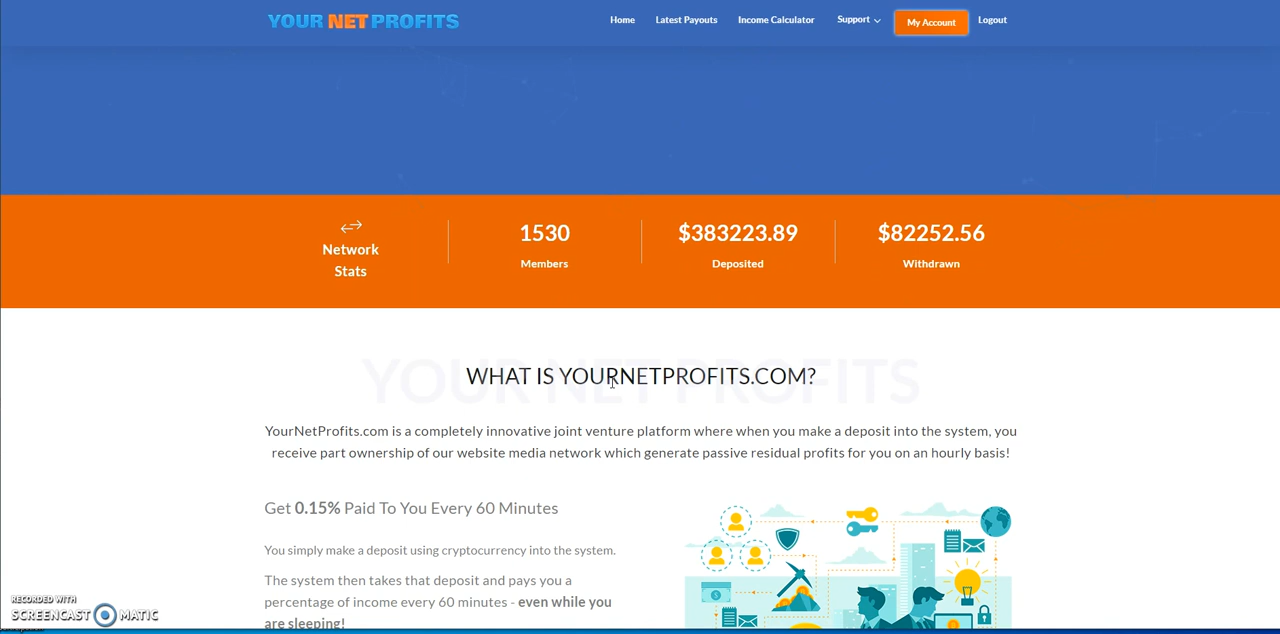 YOUR NET PROFITS
Home
Latest Payouts
Income Calculator
Support
My Account
Logout
Network
Stats
1530
Members
$383223.89
Deposited
$82252.56
Withdrawn
YOUR NET PROFITS
WHAT IS YOURNETPROFITS.COM?
YourNetProfits.com is a completely innovative joint venture platform where when you make a deposit into the system, you
receive part ownership of our website media network which generate passive residual profits for you on an hourly basis!
Get 0.15% Paid To You Every 60 Minutes
You simply make a deposit using cryptocurrency into the system.
The system then takes that deposit and pays you a
percentage of income every 60 minutes - even while you
are sleeping!
RECORDED WITH
SCREENCAST MATIC